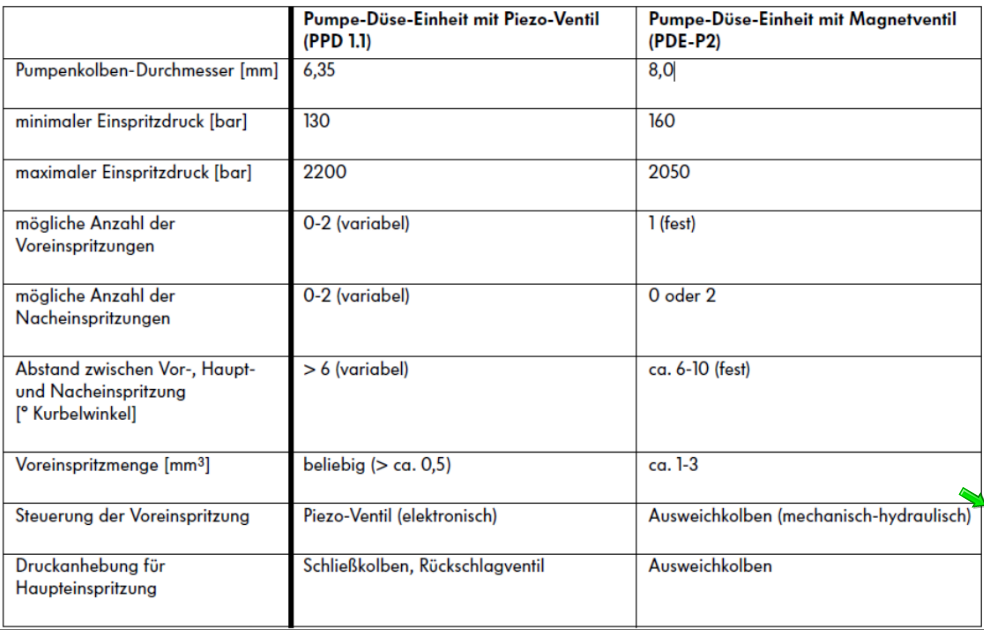 Pumpe-Düse-Einheit mit Piezo-Ventil
(PPD 1.1)
Pumpe-Düse-Einheit mit Magnetventil
(PDE-P2)
Pumpenkolben-Durchmesser [mm]
6,35
8,0
minimaler Einspritzdruck [bar]
130
160
maximaler Einspritzdruck [bar]
2200
2050
mögliche Anzahl der
Voreinspritzungen
0-2 (variabel)
1 (fest)
mögliche Anzahl der
Nacheinspritzungen
0-2 (variabel)
0 oder 2
Abstand zwischen Vor-, Haupt-
und Nacheinspritzung
[° Kurbelwinkel]
> 6 (variabel)
ca. 6-10 (fest)
Voreinspritzmenge [mm³]
beliebig (> ca. 0,5)
ca. 1-3
Steuerung der Voreinspritzung
Piezo-Ventil (elektronisch)
Ausweichkolben (mechanisch-hydraulisch)
Druckanhebung für
Haupteinspritzung
Schließkolben, Rückschlagventil
Ausweichkolben